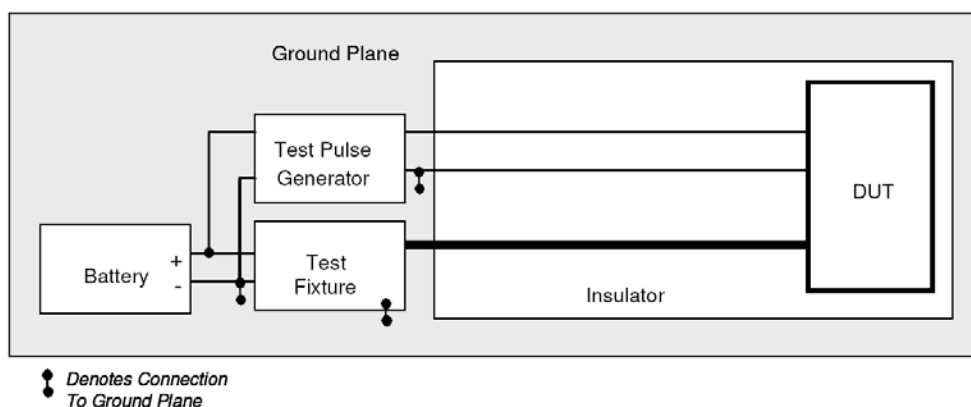 Ground Plane
Test Pulse
Generator
DUT
Battery
+
-
Test
Fixture
Insulator
Denotes Connection
To Ground Plane